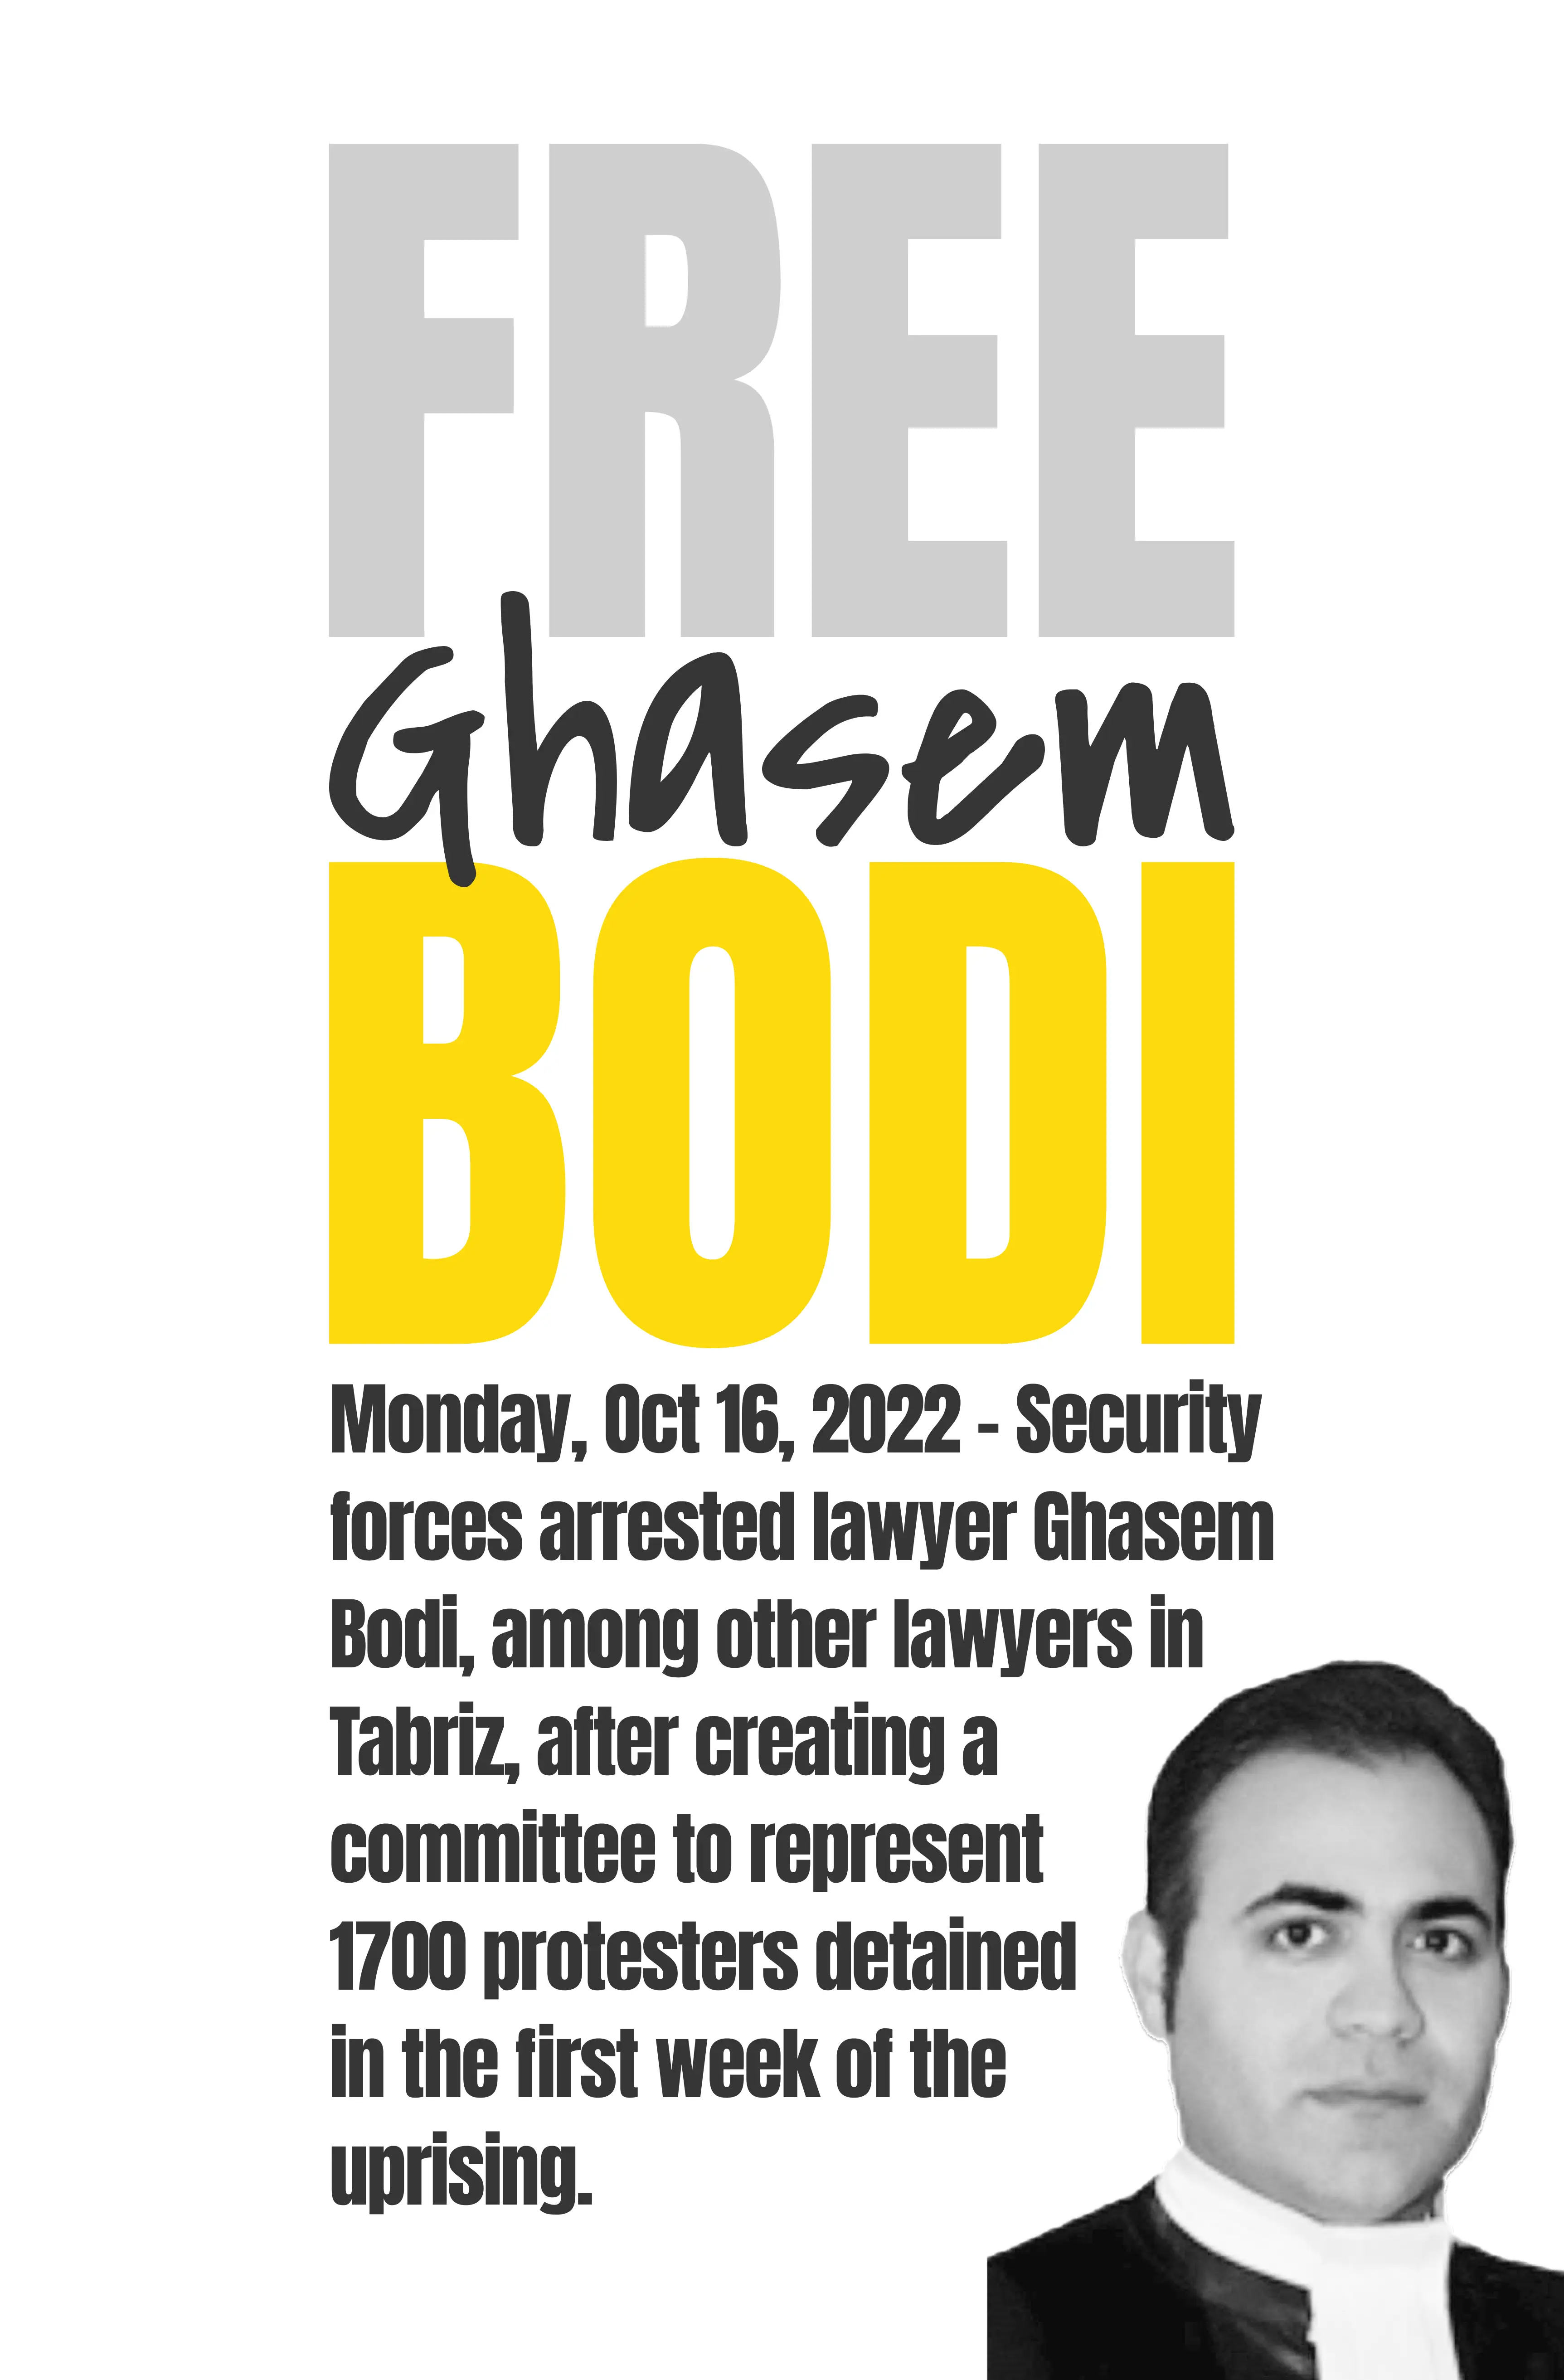 FREE
Ghasem
BODI
Monday, Oct 16, 2022 - Security
forces arrested lawyer Ghasem
Bodi, among other lawyers in
Tabriz, after creating a
committee to represent
1700 protesters detained
in the first week of the
uprising.